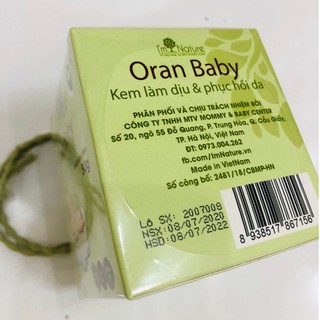 I'm Nature
Oran Baby
Kem làm dịu & phục hồi da
PHÂN PHỐI VÀ CHỊU TRÁCH NHIỆM BỞI
CÔNG TY TNHH MTV MOMMY & BABY CENTER
Số 20, ngõ 55 Đỗ Quang, P. Trung Hòa, Q. Cầu Giấy,
TP. Hà Nội, Việt Nam
ĐT: 0973.004.262
fb.com/imNature.vn
Made in VietNam
Số công bố: 2481/18/CBMP-HN
Lô SX: 2007008
NSX: 08/07/2020
HSD: 08/07/2022
8 938517 867156